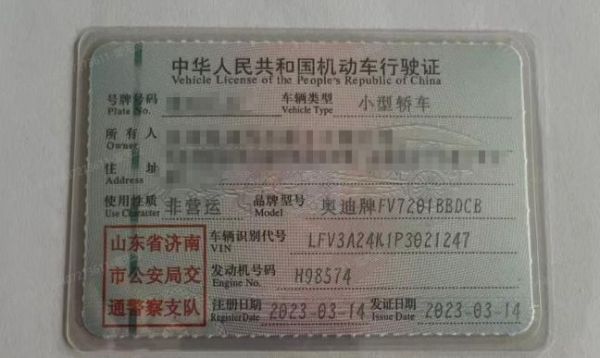 中华人民共和国机动车行驶证
Vehicle License of the People's Republic of China
号牌号码 车辆类型 小型轿车
Plate No. Vehicle Type
所有人
Owner
住址
Address
使用性质 非营运 品牌型号 奥迪牌FV7201BBDCB
Use Character Model
山东省济南 车辆识别代号 LFV3A24K1P3021247
VIN
市公安局交 发动机号码 H98574
Engine No.
通警察支队 注册日期 2023-03-14 发证日期 2023-03-14
Register Date Issue Date